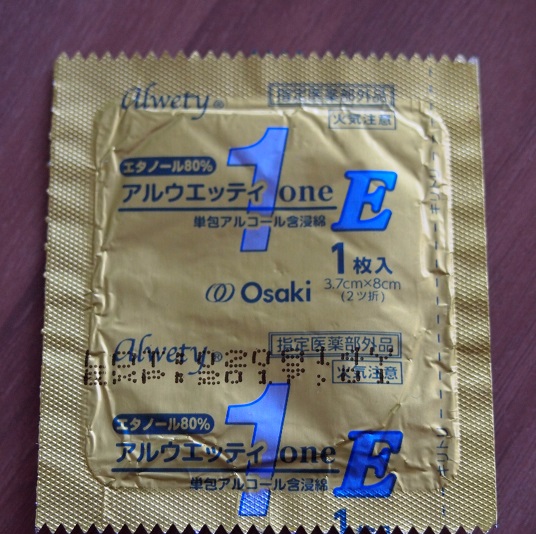 alwety®
指定医薬部外品
火気注意
エタノール80%
1
アルウエッティ one E
単包アルコール含浸綿
1枚入
3.7cm×8cm
(2ツ折)
Osaki
alwety®
指定医薬部外品
火気注意
エタノール80%
1
アルウエッティ one E
単包アルコール含浸綿